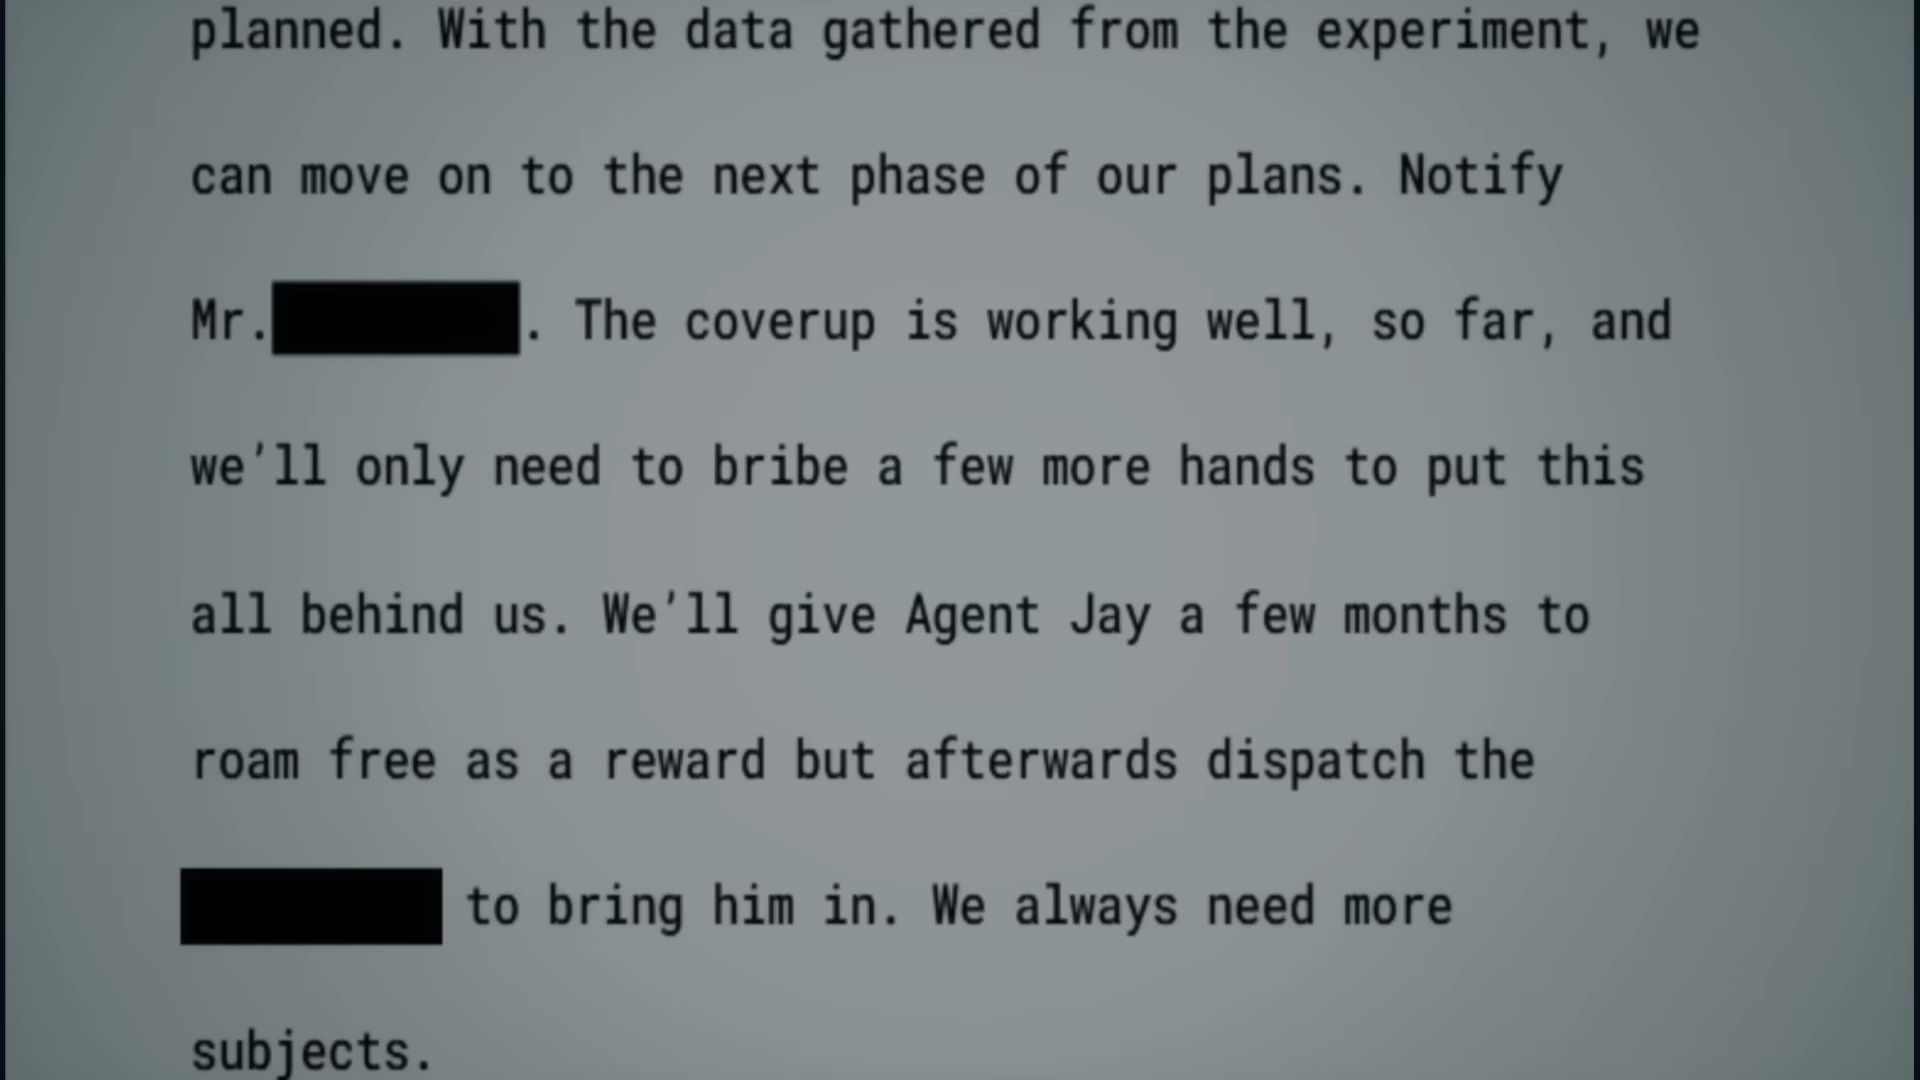 planned. With the data gathered from the experiment, we
can move on to the next phase of our plans. Notify
Mr. . The coverup is working well, so far, and
we'll only need to bribe a few more hands to put this
all behind us. We'll give Agent Jay a few months to
roam free as a reward but afterwards dispatch the
to bring him in. We always need more
subjects.